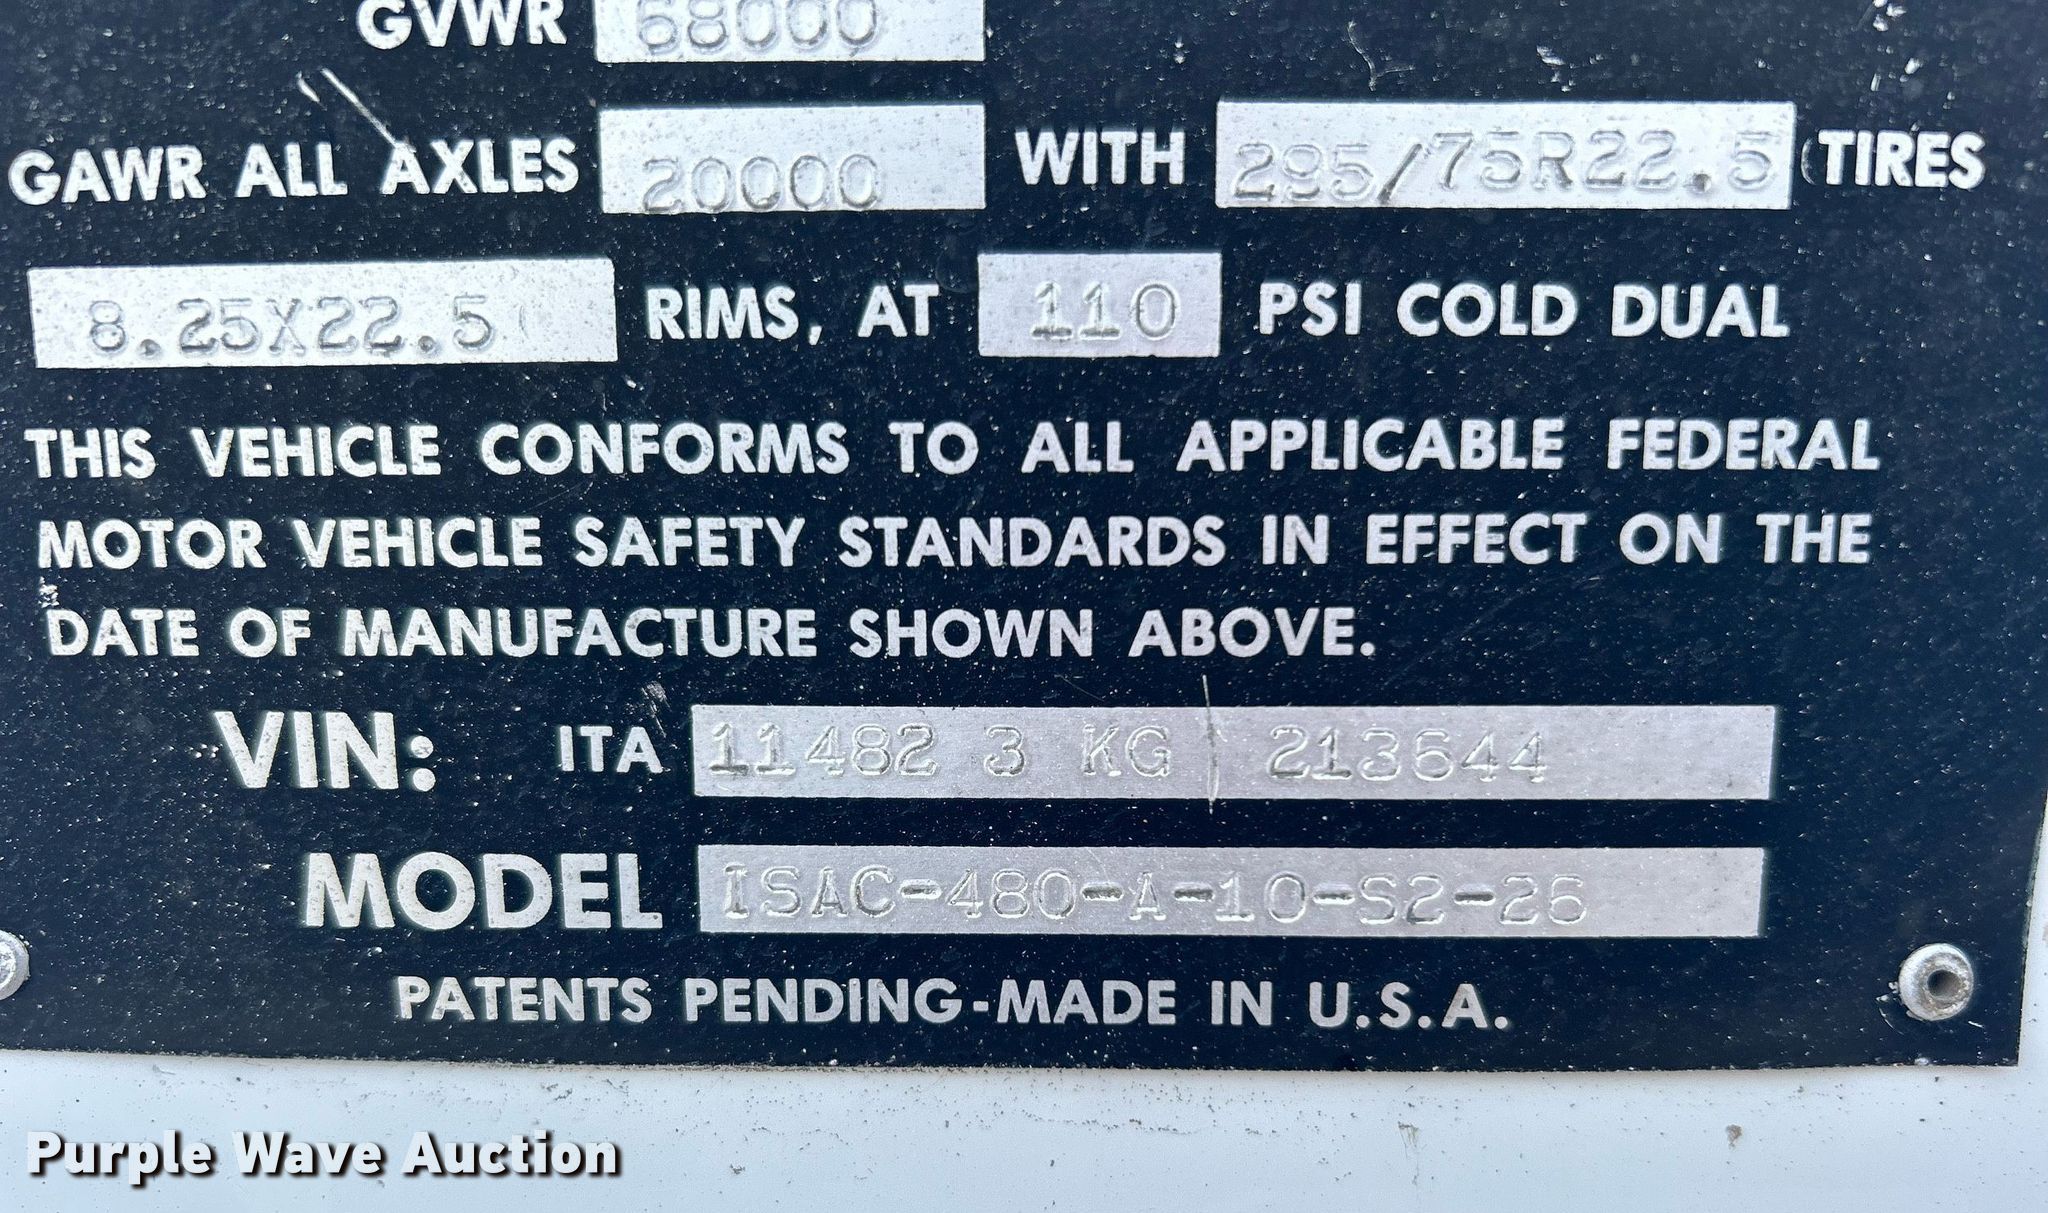 GVWR 68000
GAWR ALL AXLES 20000 WITH 295/75R22.5 TIRES
8.25X22.5 RIMS, AT 110 PSI COLD DUAL
THIS VEHICLE CONFORMS TO ALL APPLICABLE FEDERAL
MOTOR VEHICLE SAFETY STANDARDS IN EFFECT ON THE
DATE OF MANUFACTURE SHOWN ABOVE.
VIN: ITA 11482 3 KG 213644
MODEL ISAC-480-A-10-S2-26
PATENTS PENDING-MADE IN U.S.A.
Purple Wave Auction